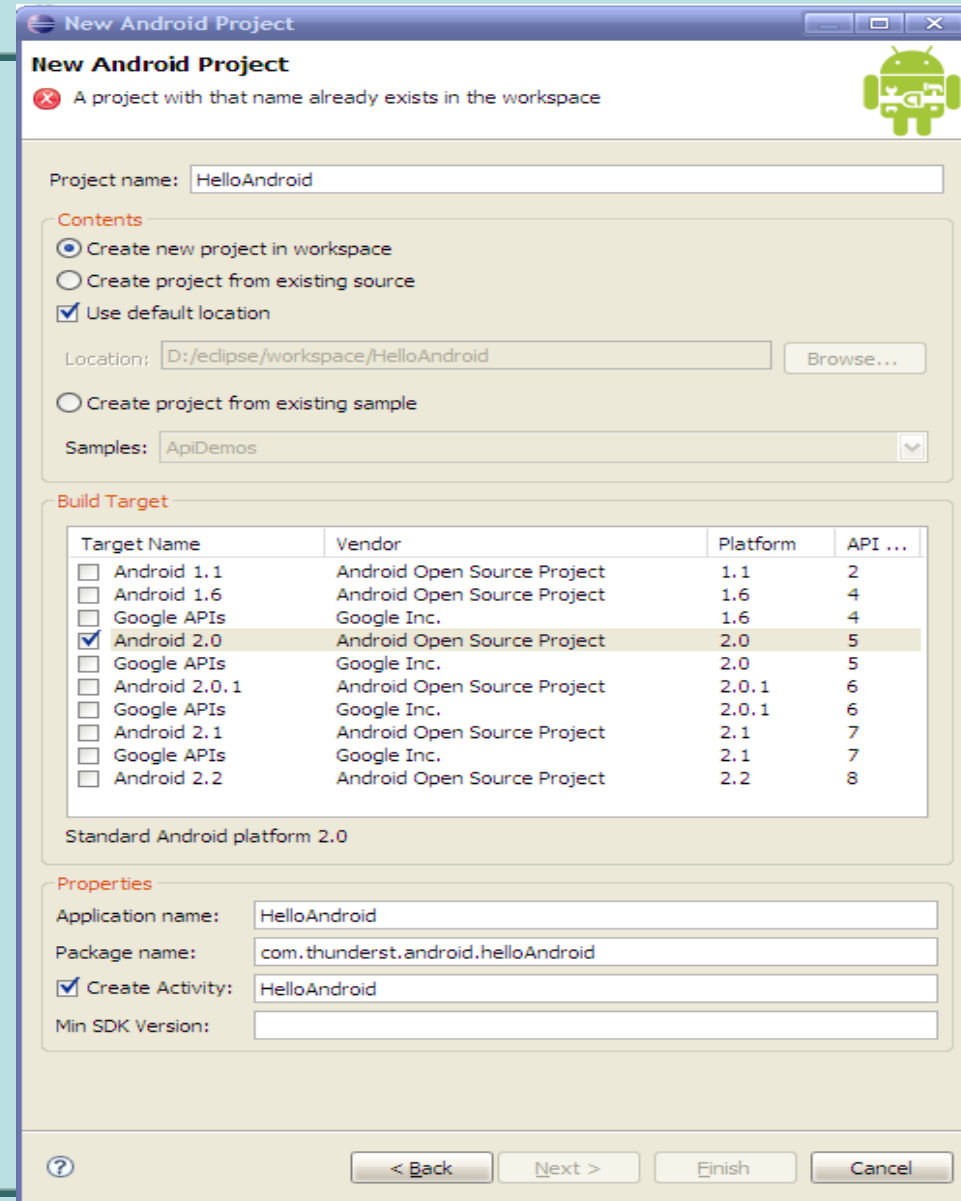 New Android Project
New Android Project
A project with that name already exists in the workspace
Project name: HelloAndroid
Contents
Create new project in workspace
Create project from existing source
Use default location
Location: D:/eclipse/workspace/HelloAndroid Browse...
Create project from existing sample
Samples: ApiDemos
Build Target
Target Name Vendor Platform API ...
Android 1.1 Android Open Source Project 1.1 2
Android 1.6 Android Open Source Project 1.6 4
Google APIs Google Inc. 1.6 4
Android 2.0 Android Open Source Project 2.0 5
Google APIs Google Inc. 2.0 5
Android 2.0.1 Android Open Source Project 2.0.1 6
Google APIs Google Inc. 2.0.1 6
Android 2.1 Android Open Source Project 2.1 7
Google APIs Google Inc. 2.1 7
Android 2.2 Android Open Source Project 2.2 8
Standard Android platform 2.0
Properties
Application name: HelloAndroid
Package name: com.thunderst.android.helloAndroid
Create Activity: HelloAndroid
Min SDK Version:
? < Back Next > Finish Cancel